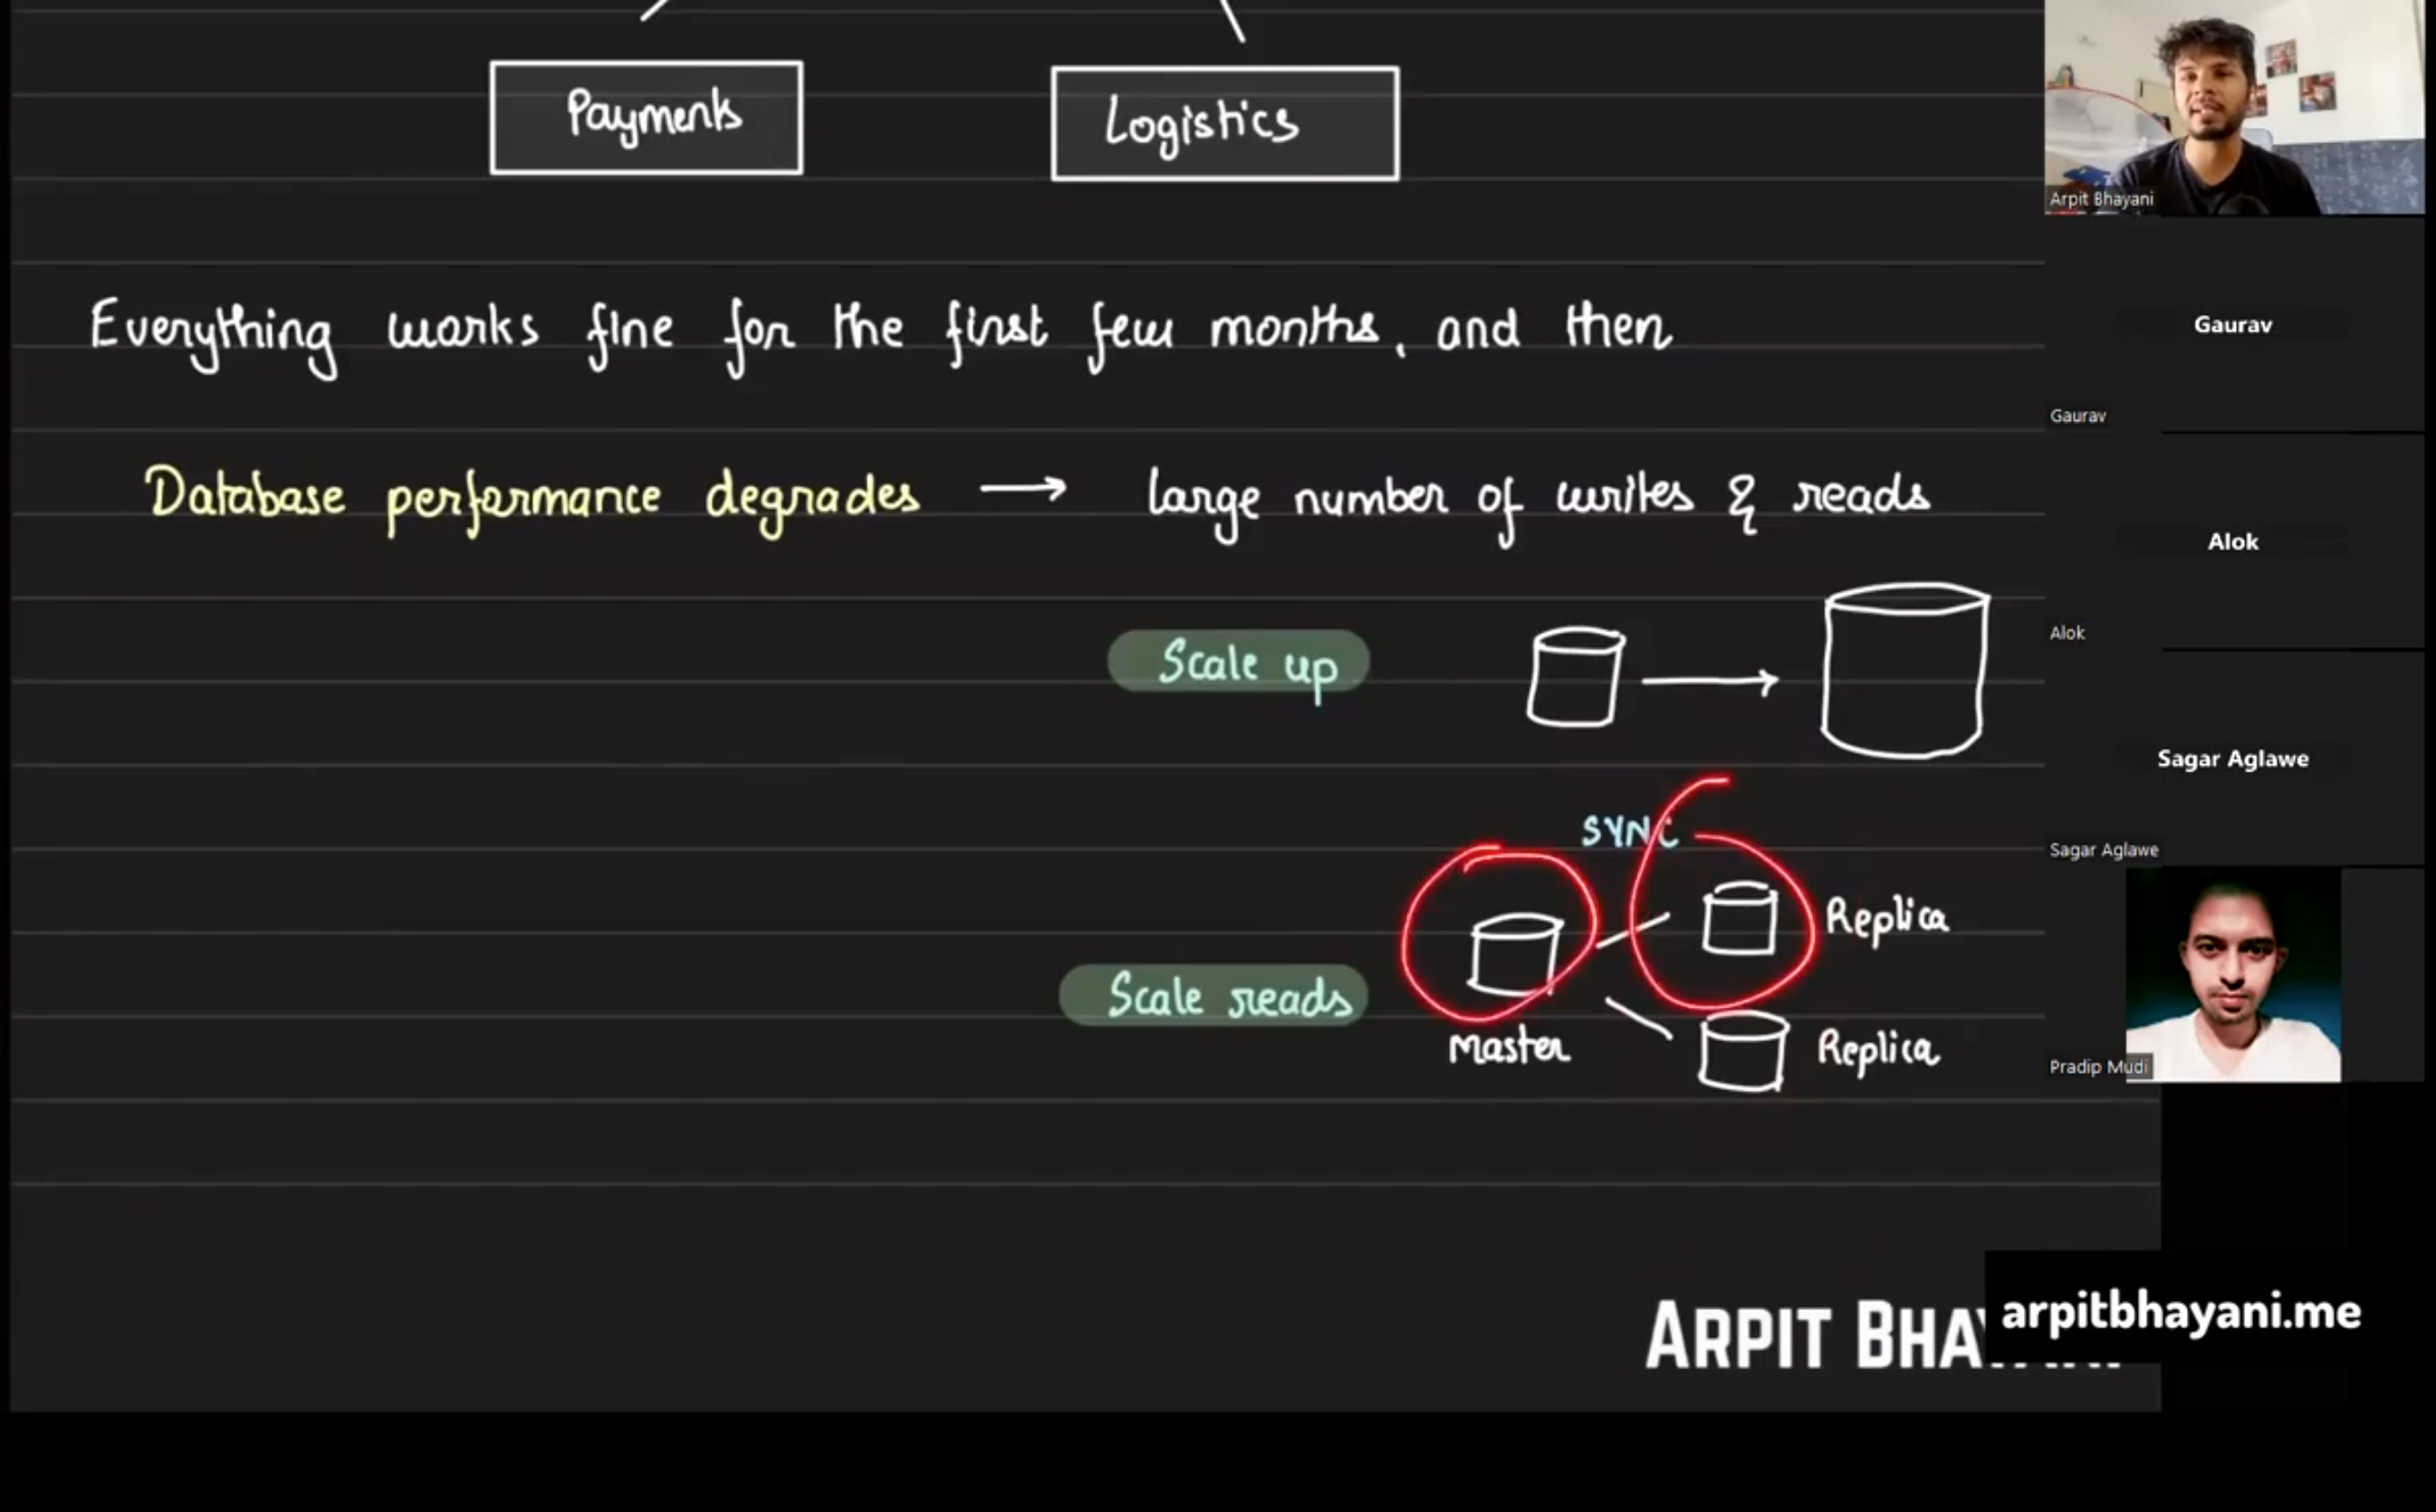 Payments
Logistics
Everything works fine for the first few months, and then
Database performance degrades → large number of writes & reads
Scale up
SYNC
Replica
Scale reads
Master
Replica
ARPIT BHAYANI
arpitbhayani.me
Arpit Bhayani
Gaurav
Gaurav
Alok
Alok
Sagar Aglawe
Sagar Aglawe
Pradip Mudi